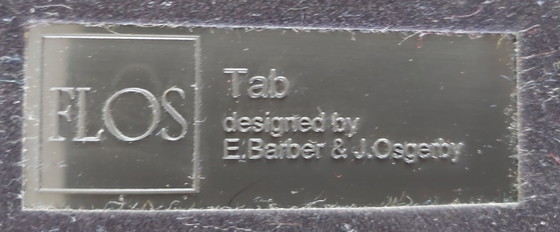 FLOS
Tab
designed by
E.Barber & J.Osgerby